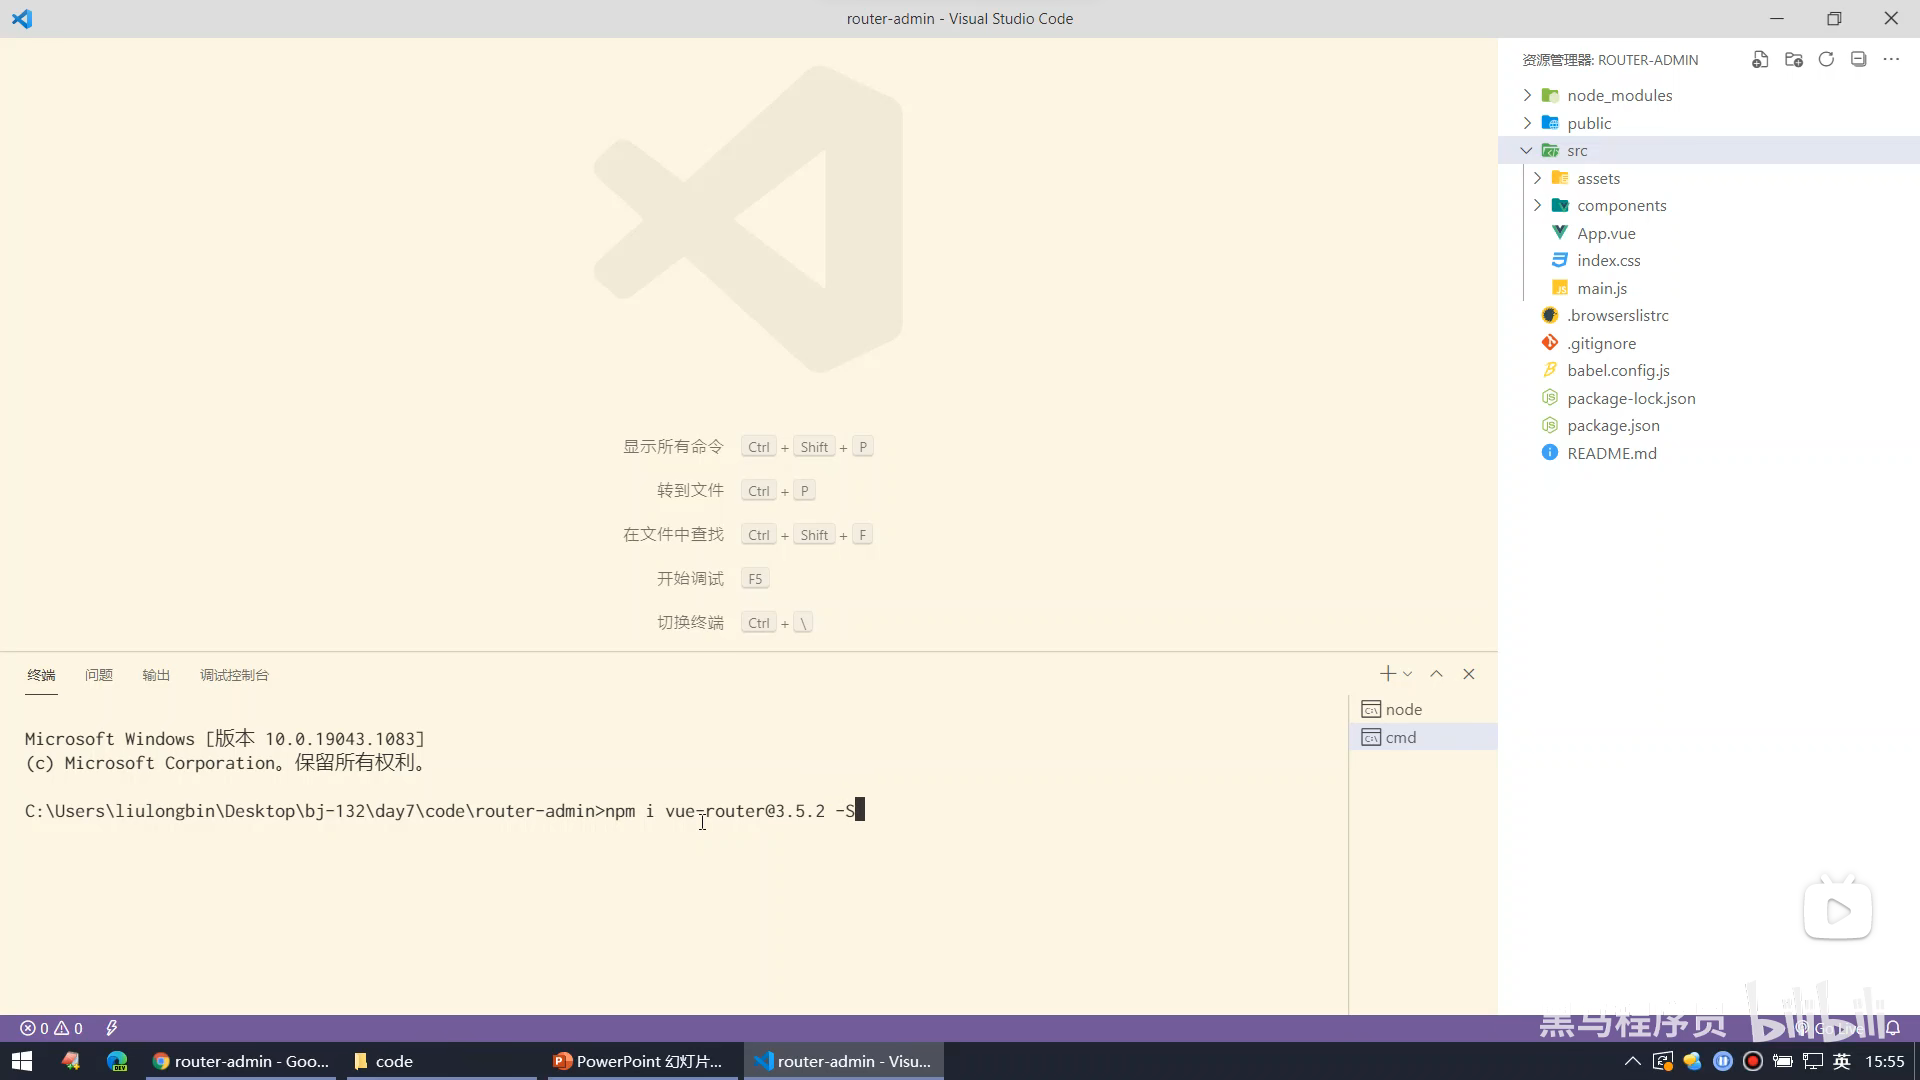 router-admin - Visual Studio Code
资源管理器: ROUTER-ADMIN
node_modules
public
src
assets
components
App.vue
index.css
main.js
.browserslistrc
.gitignore
babel.config.js
package-lock.json
package.json
README.md
显示所有命令 Ctrl + Shift + P
转到文件 Ctrl + P
在文件中查找 Ctrl + Shift + F
开始调试 F5
切换终端 Ctrl + \
终端 问题 输出 调试控制台
node
cmd
Microsoft Windows [版本 10.0.19043.1083]
(c) Microsoft Corporation。保留所有权利。
C:\Users\liulongbin\Desktop\bj-132\day7\code\router-admin>npm i vue-router@3.5.2 -S
0 0
Go Live
黑马程序员 bilibili
router-admin - Goo...
code
PowerPoint 幻灯片...
router-admin - Visu...
英 15:55